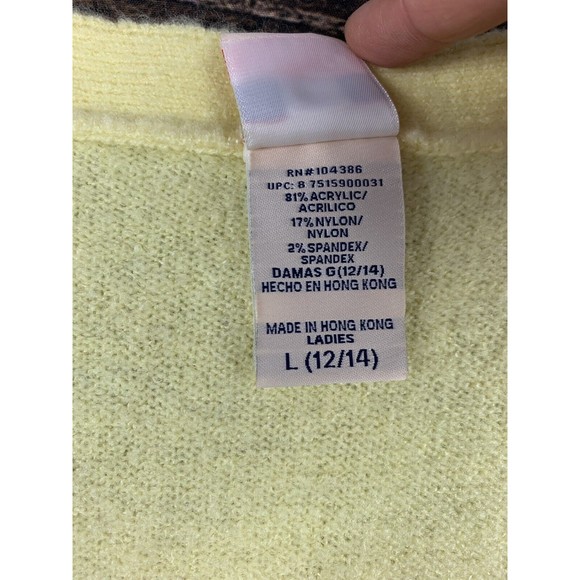 RN#104386
UPC: 8 7515900031
81% ACRYLIC/
ACRILICO
17% NYLON/
NYLON
2% SPANDEX/
SPANDEX
DAMAS G (12/14)
HECHO EN HONG KONG
MADE IN HONG KONG
LADIES
L (12/14)